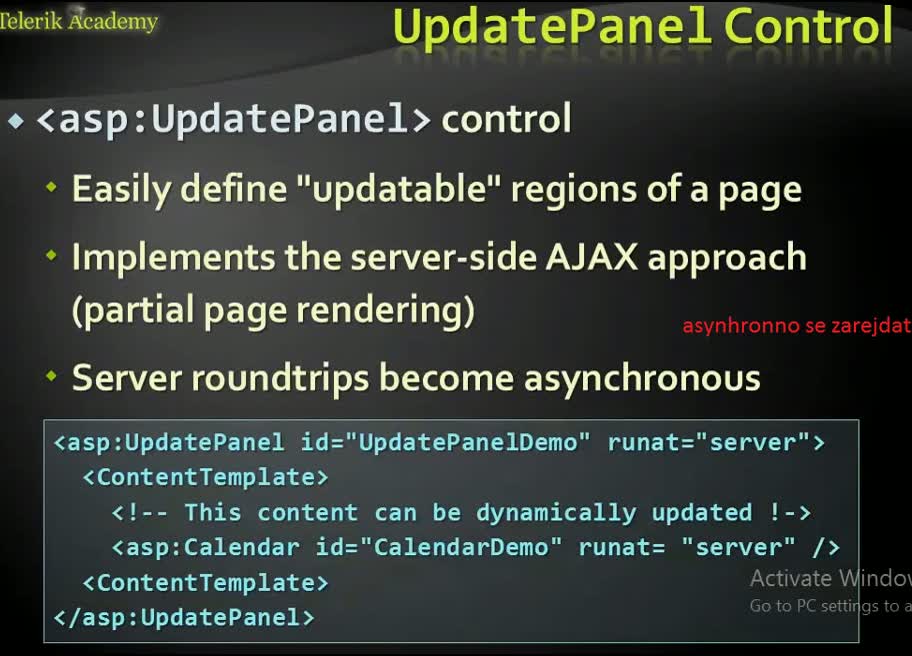 Telerik Academy
UpdatePanel Control
<asp:UpdatePanel> control
Easily define "updatable" regions of a page
Implements the server-side AJAX approach
(partial page rendering)
asynhronno se zarejdat
Server roundtrips become asynchronous
<asp:UpdatePanel id="UpdatePanelDemo" runat="server">
<ContentTemplate>
<!-- This content can be dynamically updated !->
<asp:Calendar id="CalendarDemo" runat= "server" />
<ContentTemplate>
</asp:UpdatePanel>
Activate Window
Go to PC settings to a